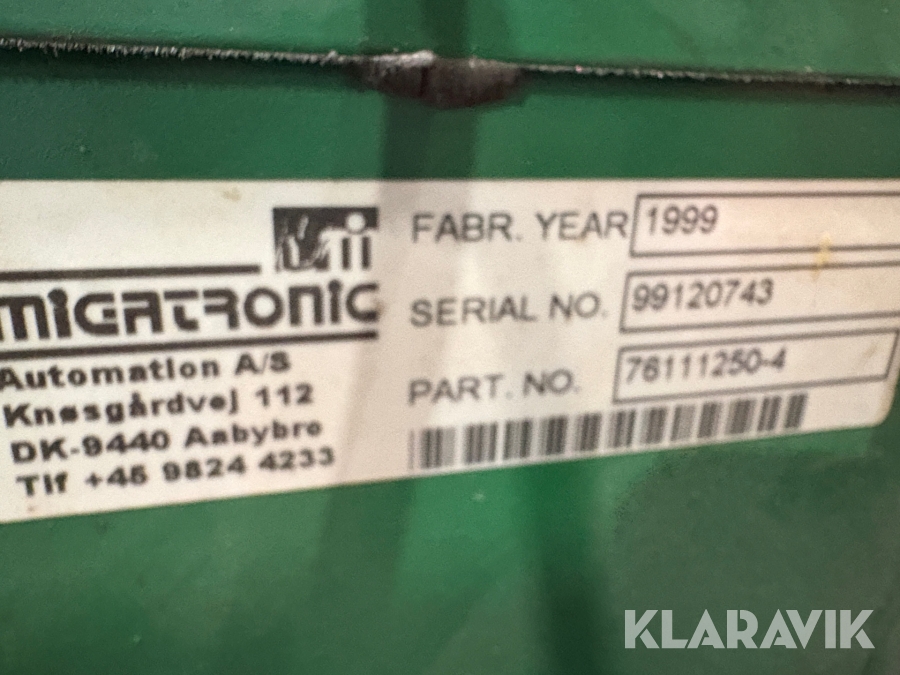 MIGATRONIC
Automation A/S
Knøsgårdvej 112
DK-9440 Aabybro
Tlf +45 9824 4233
FABR. YEAR 1999
SERIAL NO. 99120743
PART. NO. 76111250-4
KLARAVIK